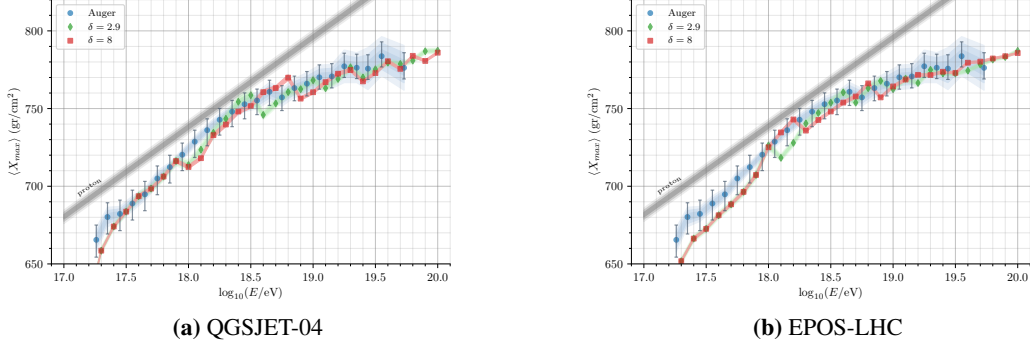 800
750
700
650
⟨X_max⟩ (gr/cm²)
Auger
δ = 2.9
δ = 8
proton
17.0 17.5 18.0 18.5 19.0 19.5 20.0
log₁₀(E/eV)
(a) QGSJET-04
800
750
700
650
⟨X_max⟩ (gr/cm²)
Auger
δ = 2.9
δ = 8
proton
17.0 17.5 18.0 18.5 19.0 19.5 20.0
log₁₀(E/eV)
(b) EPOS-LHC